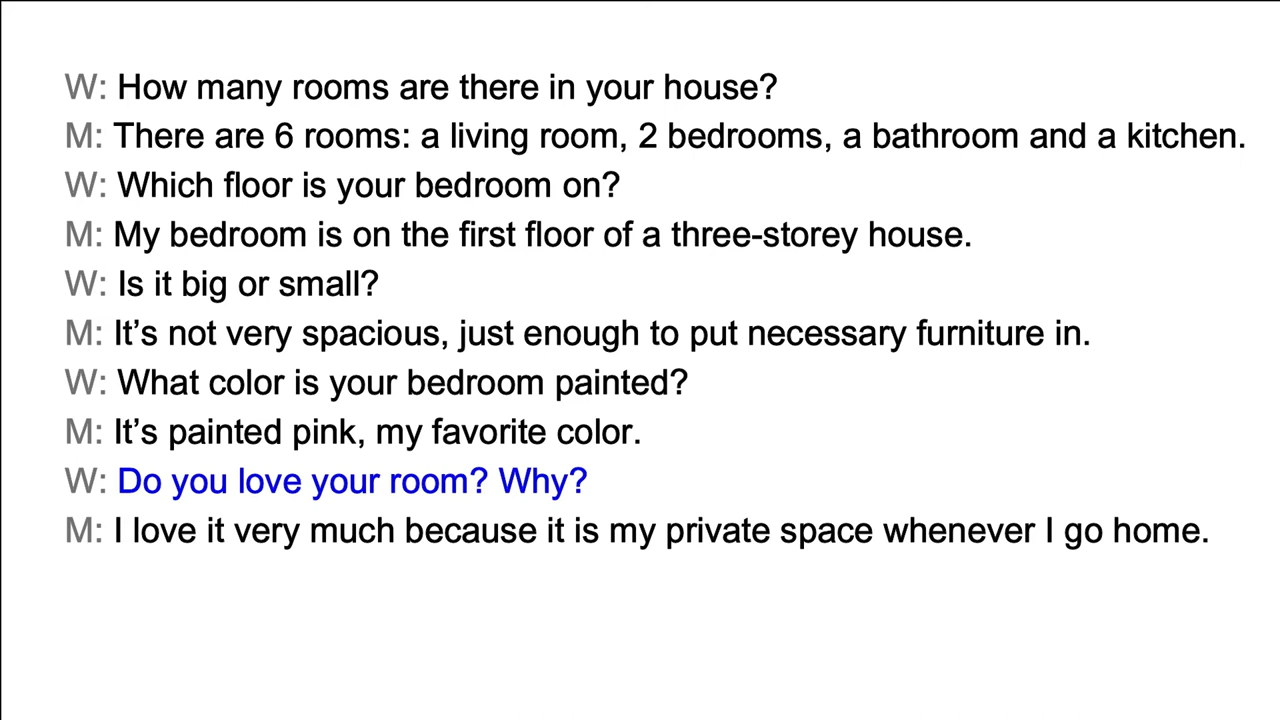 W: How many rooms are there in your house?
M: There are 6 rooms: a living room, 2 bedrooms, a bathroom and a kitchen.
W: Which floor is your bedroom on?
M: My bedroom is on the first floor of a three-storey house.
W: Is it big or small?
M: It’s not very spacious, just enough to put necessary furniture in.
W: What color is your bedroom painted?
M: It’s painted pink, my favorite color.
W: Do you love your room? Why?
M: I love it very much because it is my private space whenever I go home.